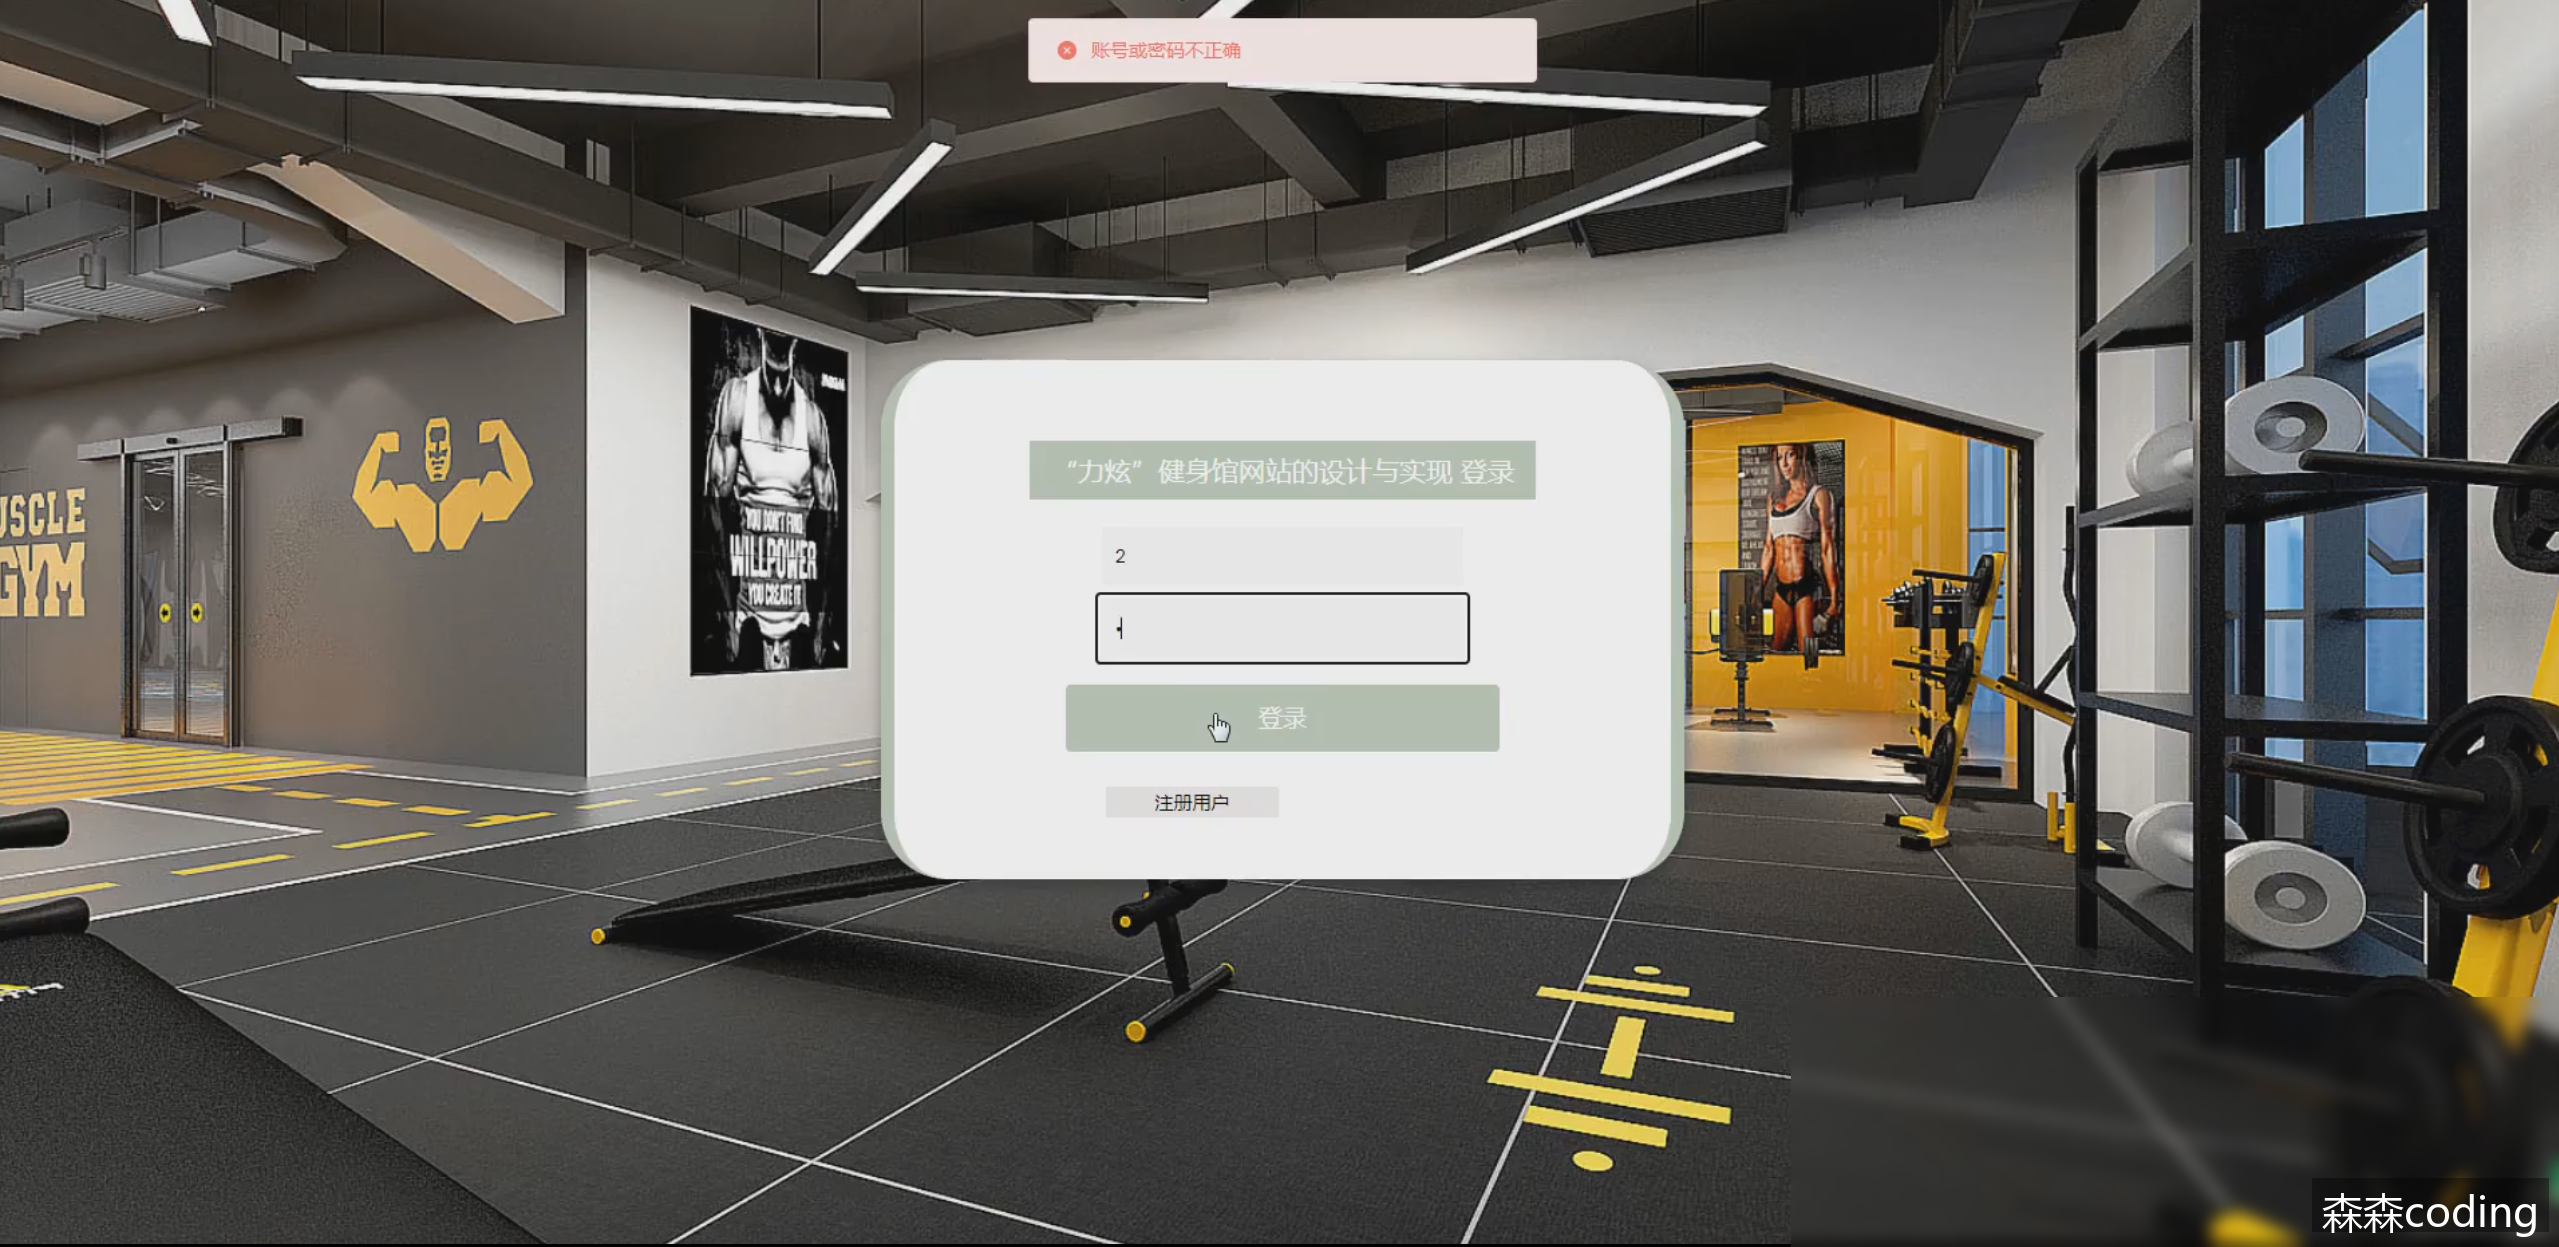 账号或密码不正确
“力炫”健身馆网站的设计与实现 登录
2
登录
注册用户
USCLE
GYM
YOU DON'T FIND
WILLPOWER
YOU CREATE IT
森森coding